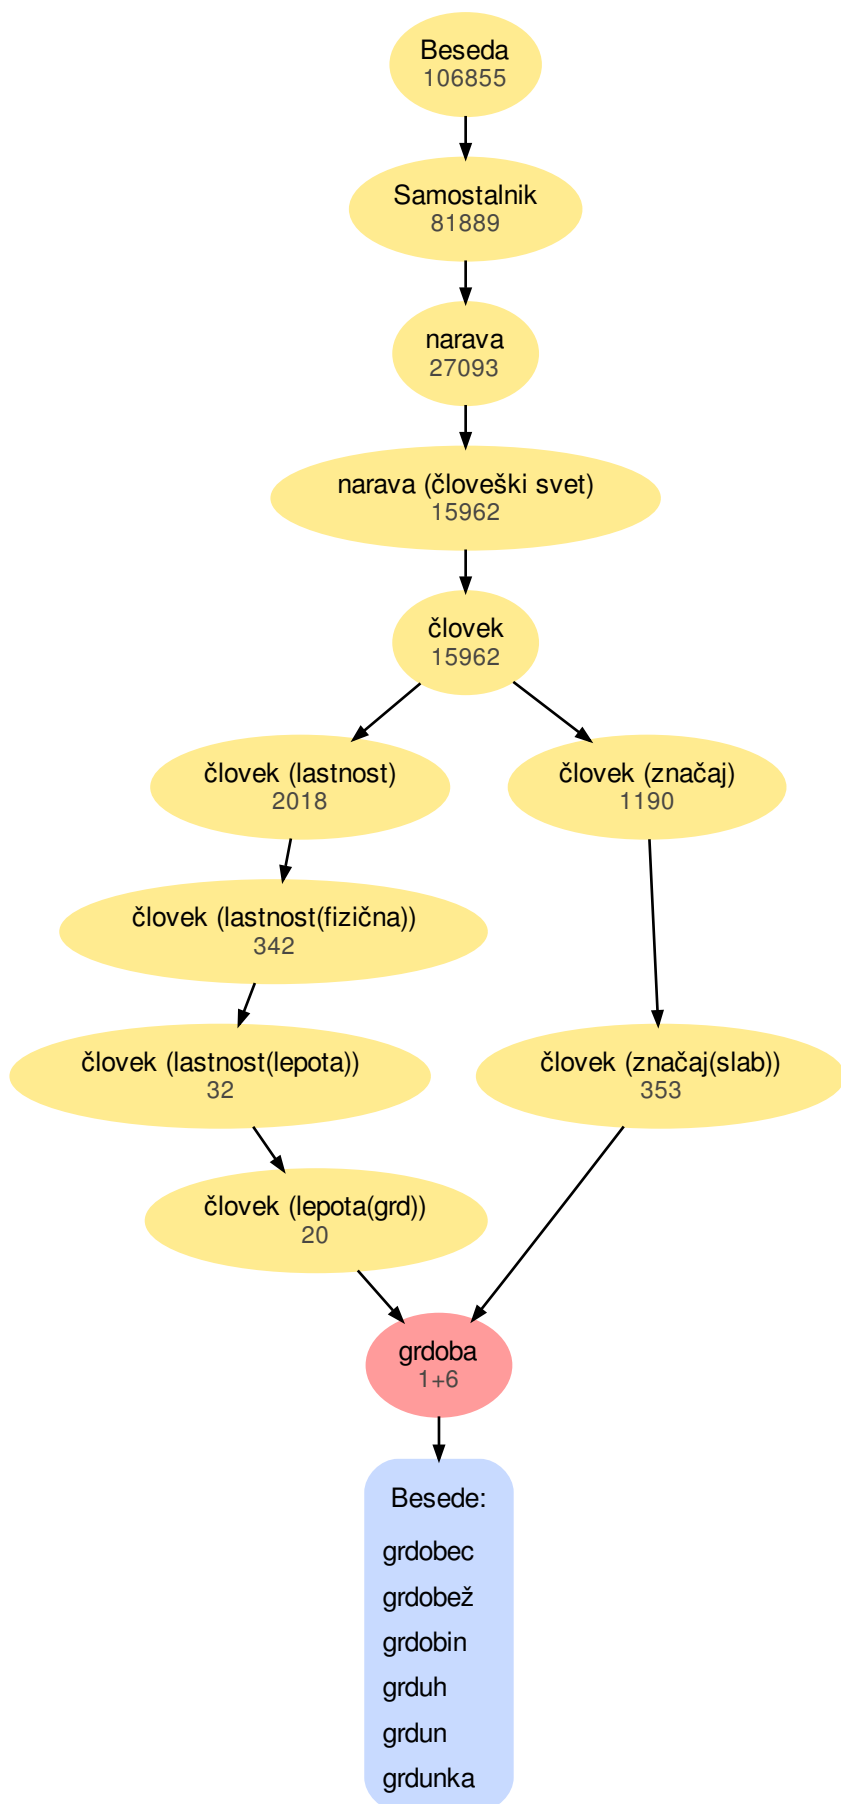 Beseda
106855
Samostalnik
81889
narava
27093
narava (človeški svet)
15962
človek
15962
človek (lastnost)
2018
človek (značaj)
1190
človek (lastnost(fizična))
342
človek (lastnost(lepota))
32
človek (značaj(slab))
353
človek (lepota(grd))
20
grdoba
1+6
Besede:
grdobec
grdobež
grdobin
grduh
grdun
grdunka